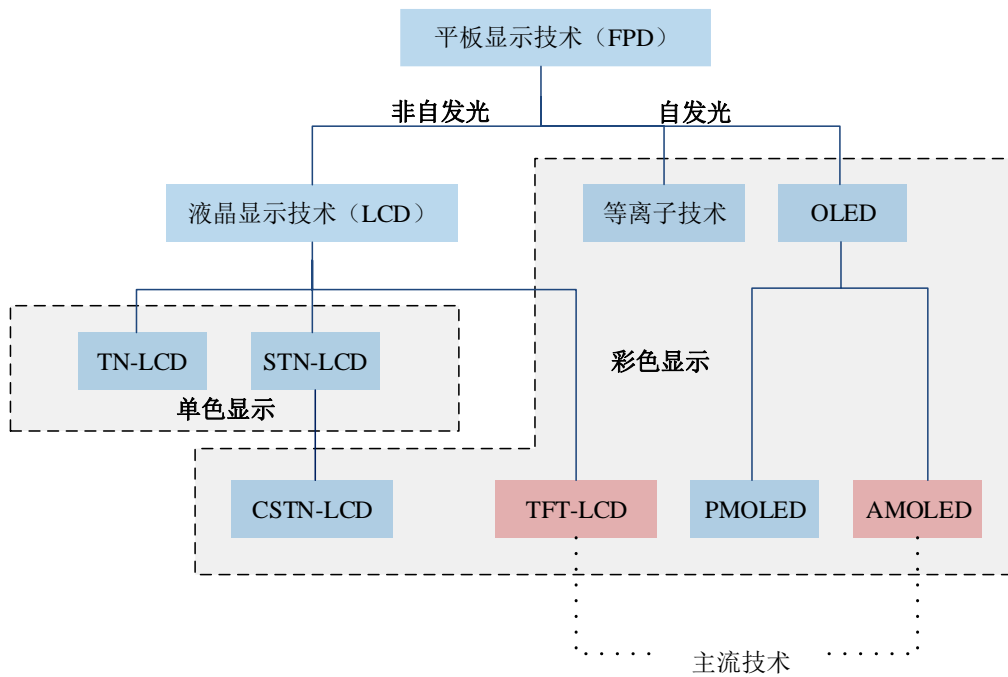 平板显示技术（FPD）
非自发光
自发光
液晶显示技术（LCD）
等离子技术
OLED
TN-LCD
STN-LCD
彩色显示
单色显示
CSTN-LCD
TFT-LCD
PMOLED
AMOLED
主流技术